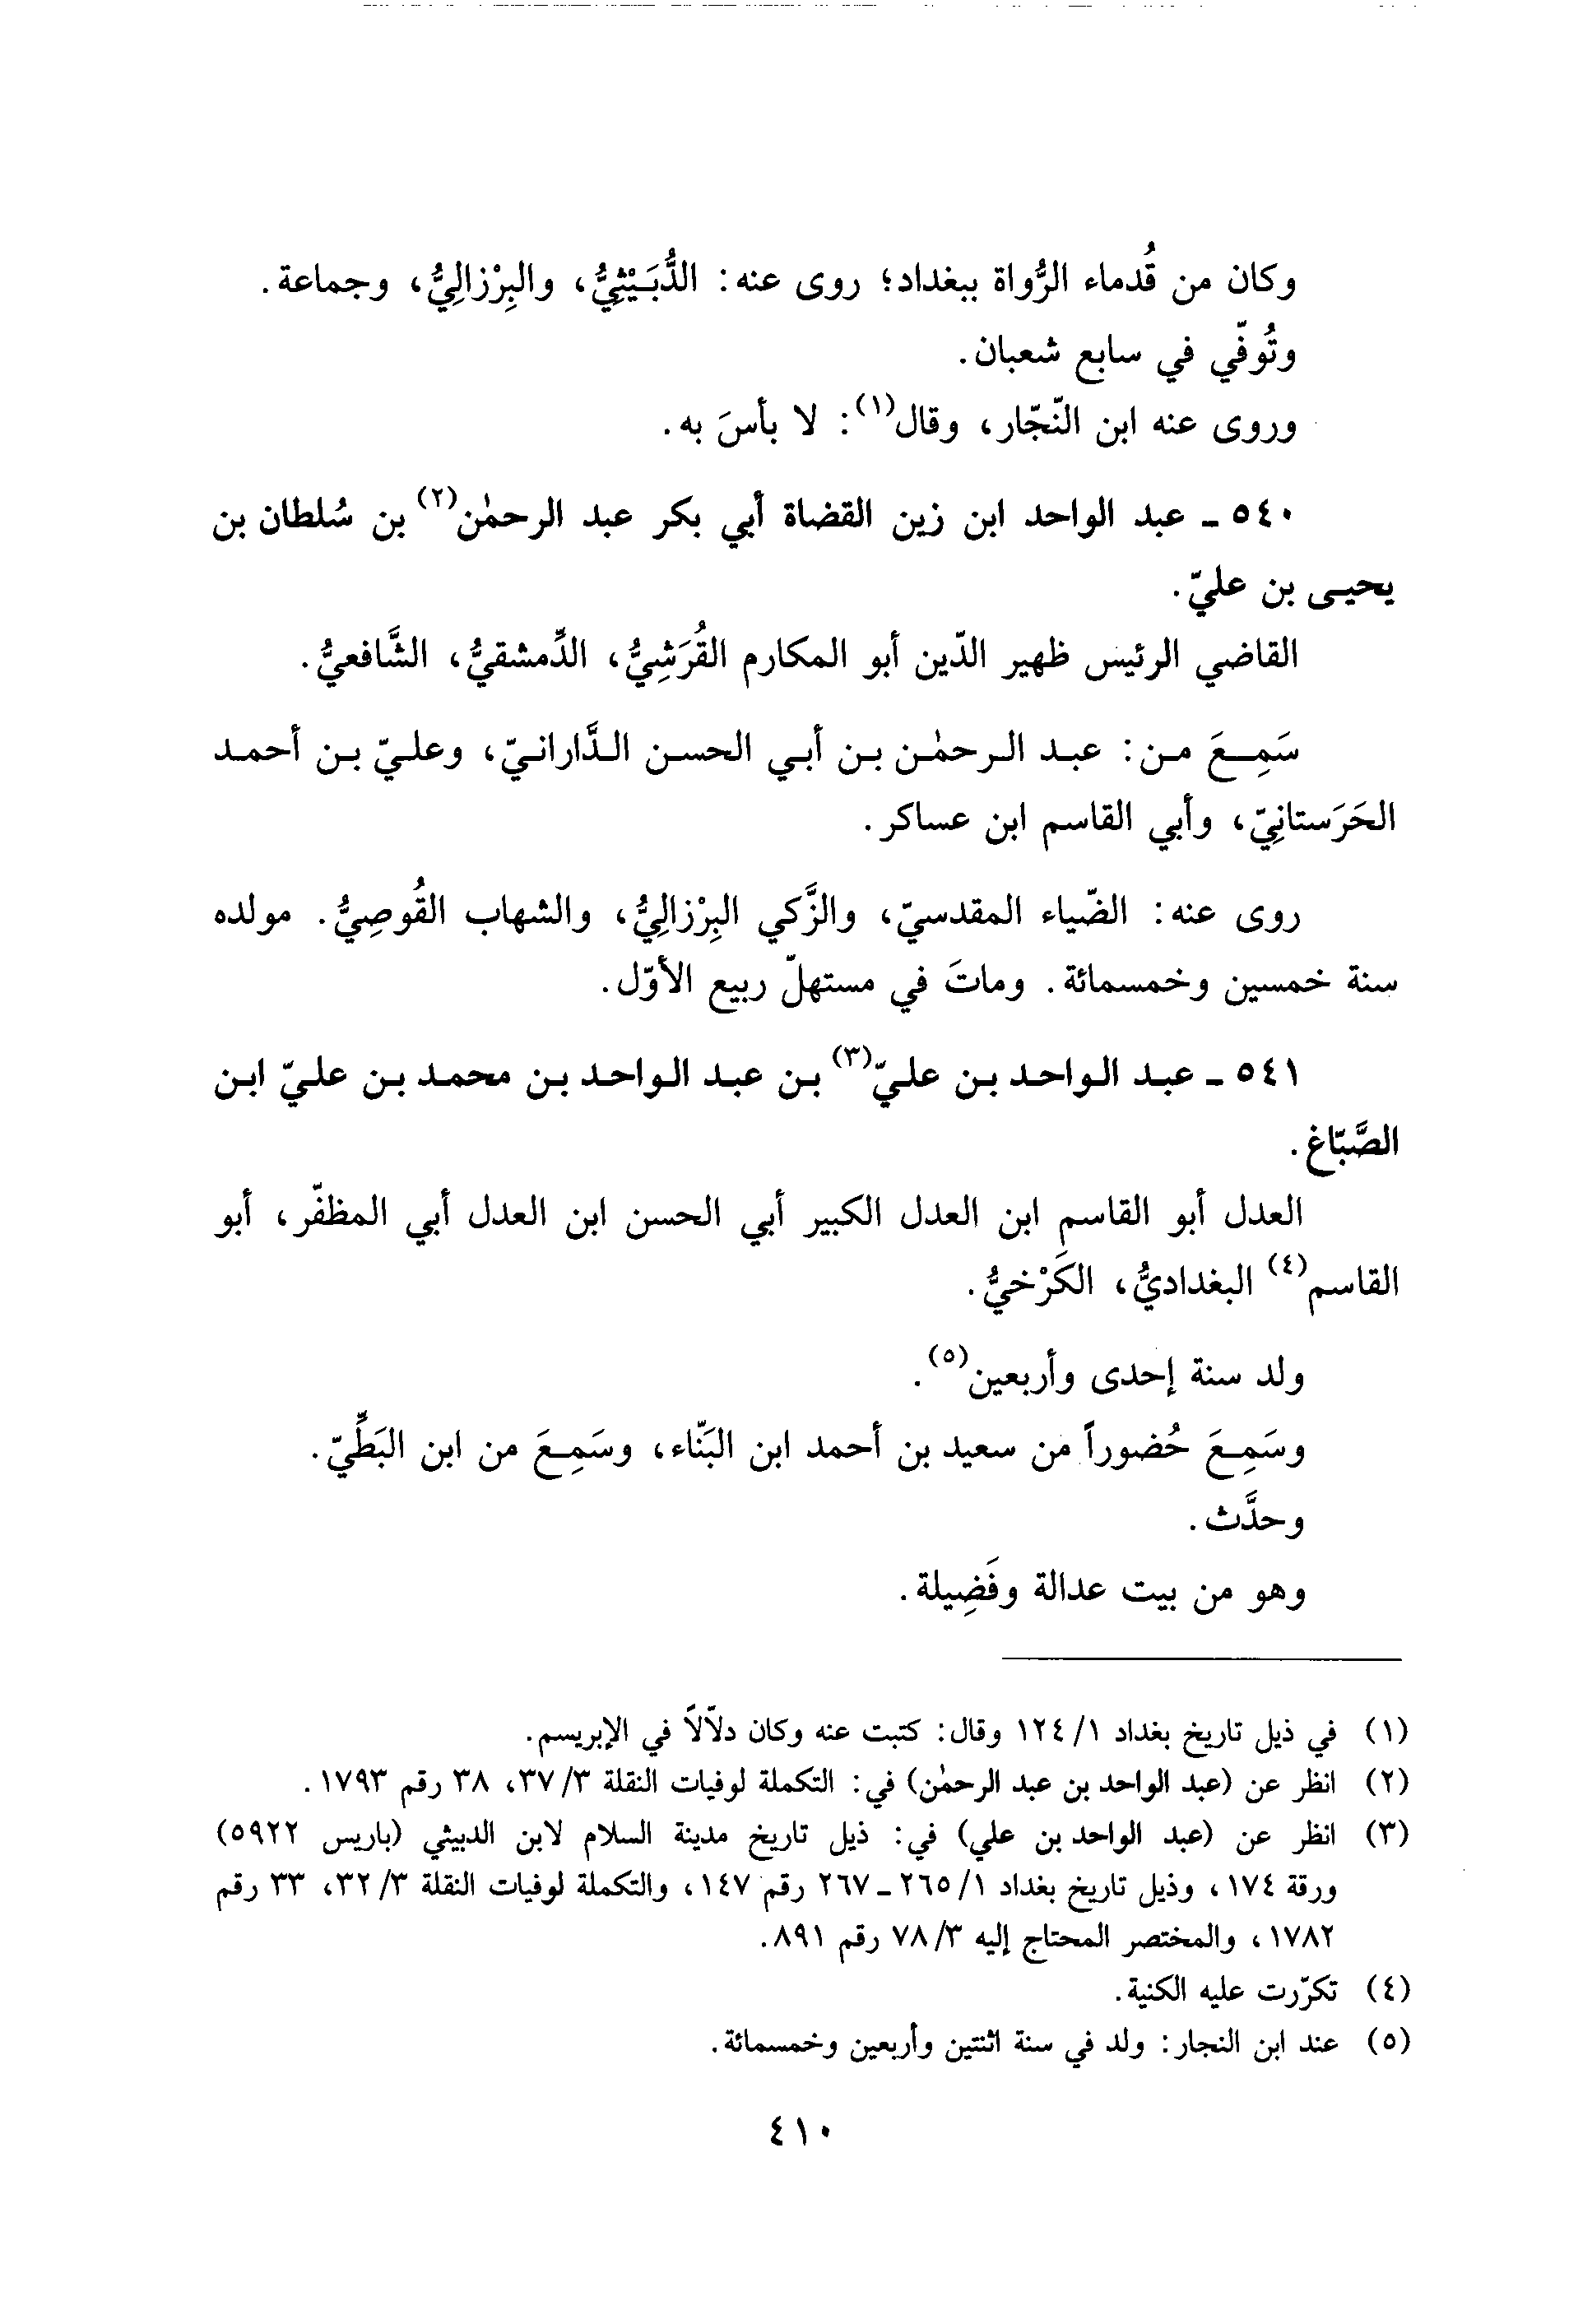 وكان من قُدماء الرُّواة ببغداد؛ روى عنه: الدُّبَيْثِيُّ، والبِرْزالِيُّ، وجماعة.
وتُوفّي في سابع شعبان.
وروى عنه ابن النّجّار، وقال(١): لا بأسَ به.
٥٤٠ ـ عبد الواحد ابن زين القضاة أبي بكر عبد الرحمٰن(٢) بن سُلطان بن
يحيى بن عليّ.
القاضي الرئيس ظهير الدّين أبو المكارم القُرَشِيُّ، الدِّمشقيُّ، الشَّافعيُّ.
سَمِعَ من: عبد الرحمٰن بن أبي الحسن الدَّارانيّ، وعليّ بن أحمد
الحَرَستانِيّ، وأبي القاسم ابن عساكر.
روى عنه: الضّياء المقدسيّ، والزَّكي البِرْزالِيُّ، والشهاب القُوصِيُّ. مولده
سنة خمسين وخمسمائة. وماتَ في مستهلّ ربيع الأوّل.
٥٤١ ـ عبد الواحد بن عليّ(٣) بن عبد الواحد بن محمد بن عليّ ابن
الصَّبّاغ.
العدل أبو القاسم ابن العدل الكبير أبي الحسن ابن العدل أبي المظفّر، أبو
القاسم(٤) البغداديُّ، الكَرْخيُّ.
ولد سنة إحدى وأربعين(٥).
وسَمِعَ حُضوراً من سعيد بن أحمد ابن البَنّاء، وسَمِعَ من ابن البَطِّيّ.
وحدَّث.
وهو من بيت عدالة وفَضِيلة.
(١) في ذيل تاريخ بغداد ١/ ١٢٤ وقال: كتبت عنه وكان دلاّلاً في الإبريسم.
(٢) انظر عن (عبد الواحد بن عبد الرحمٰن) في: التكملة لوفيات النقلة ٣/ ٣٧، ٣٨ رقم ١٧٩٣.
(٣) انظر عن (عبد الواحد بن علي) في: ذيل تاريخ مدينة السلام لابن الدبيثي (باريس ٥٩٢٢)
ورقة ١٧٤، وذيل تاريخ بغداد ١/ ٢٦٥ ـ ٢٦٧ رقم ١٤٧، والتكملة لوفيات النقلة ٣/ ٣٢، ٣٣ رقم
١٧٨٢، والمختصر المحتاج إليه ٣/ ٧٨ رقم ٨٩١.
(٤) تكرّرت عليه الكنية.
(٥) عند ابن النجار: ولد في سنة اثنتين وأربعين وخمسمائة.
٤١٠